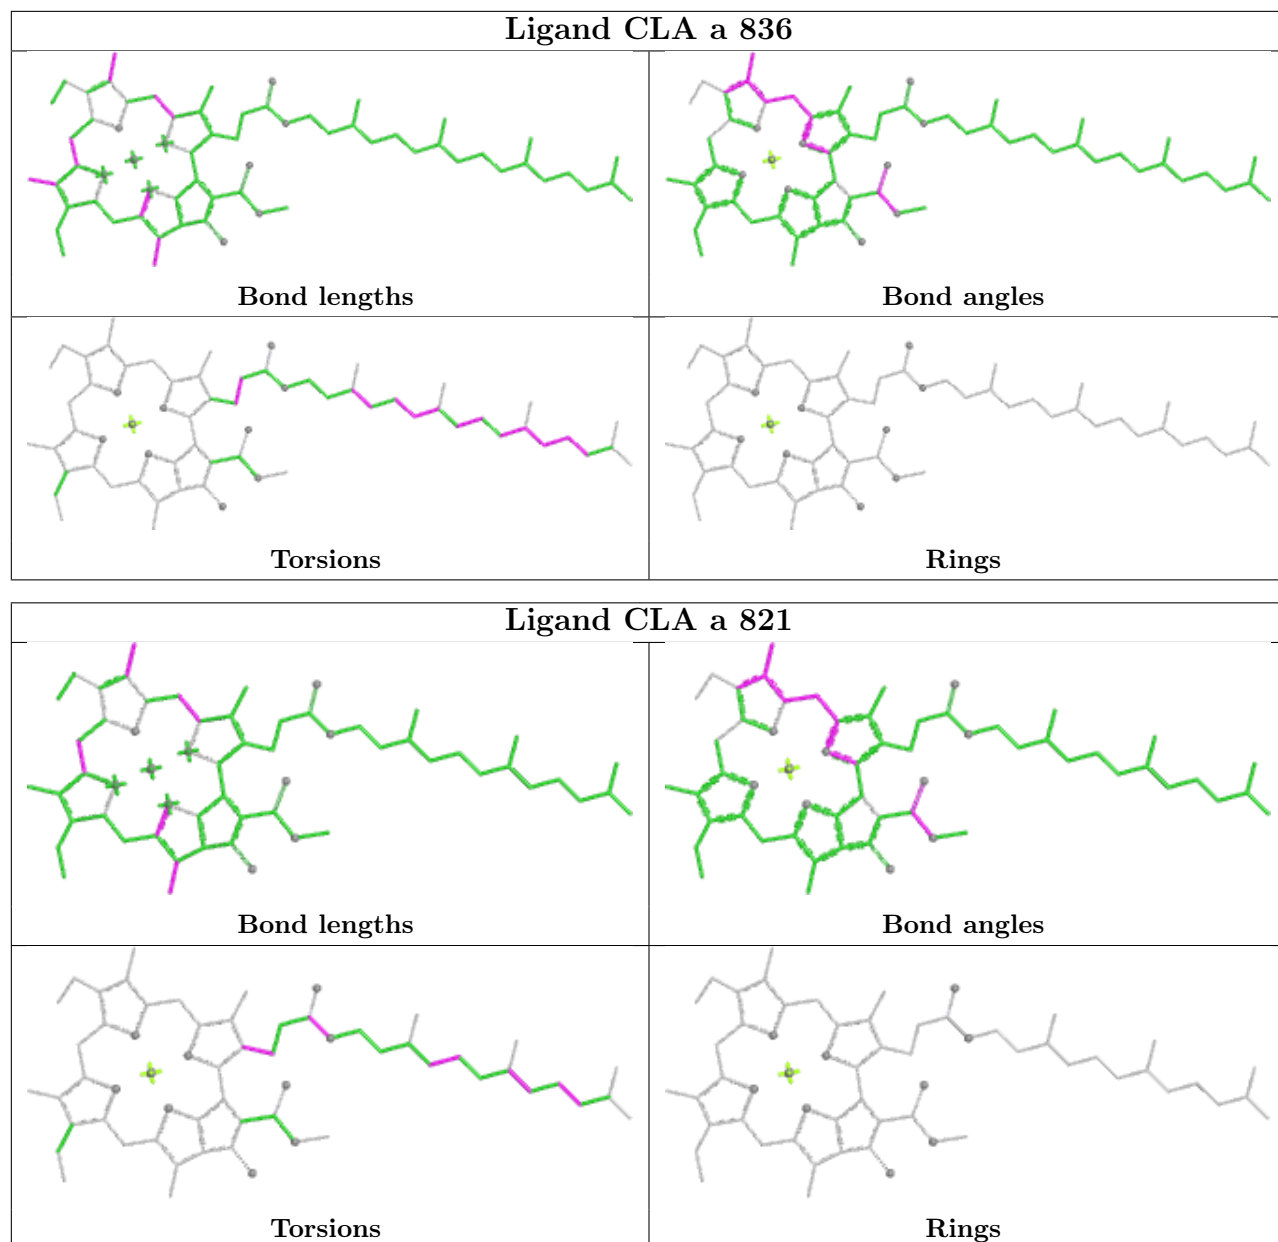 Ligand CLA a 836
Bond lengths
Bond angles
Torsions
Rings
Ligand CLA a 821
Bond lengths
Bond angles
Torsions
Rings